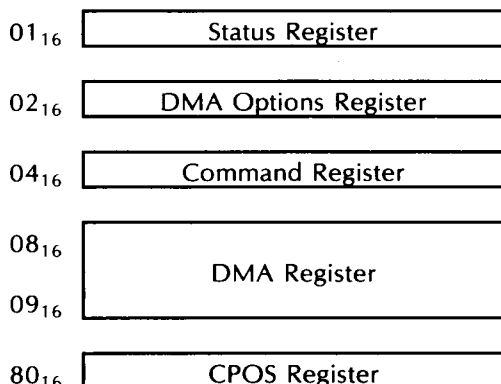 01₁₆ Status Register
02₁₆ DMA Options Register
04₁₆ Command Register
08₁₆
DMA Register
09₁₆
80₁₆ CPOS Register